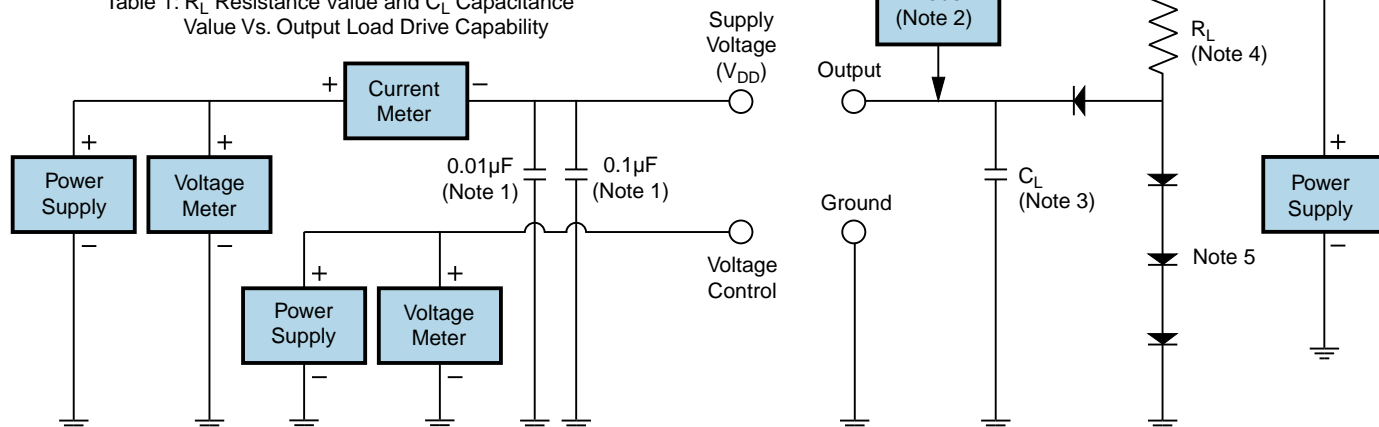 Table 1: RL Resistance Value and CL Capacitance
Value Vs. Output Load Drive Capability
Supply
Voltage
(VDD)
(Note 2)
RL
(Note 4)
+
Current
Meter
−
Output
+
Power
Supply
−
+
Voltage
Meter
−
0.01µF
(Note 1)
0.1µF
(Note 1)
CL
(Note 3)
Ground
+
Power
Supply
−
Note 5
Voltage
Control
+
Power
Supply
−
+
Voltage
Meter
−